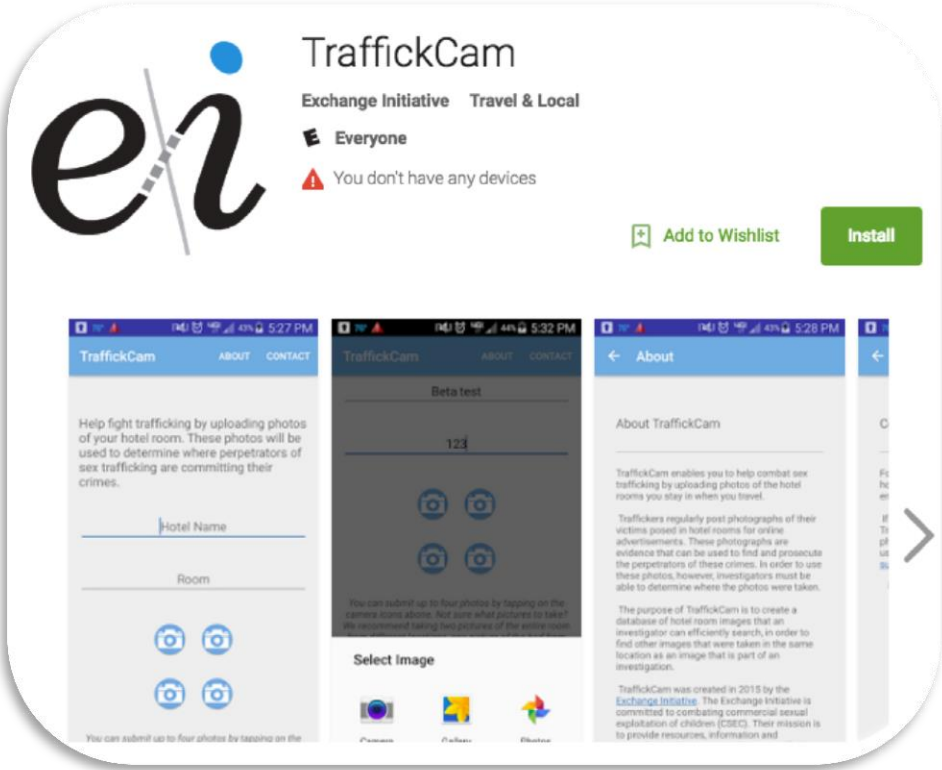 ei
TraffickCam
Exchange Initiative Travel & Local
E Everyone
You don't have any devices
Add to Wishlist
Install
43% 5:27 PM
TraffickCam ABOUT CONTACT
Help fight trafficking by uploading photos
of your hotel room. These photos will be
used to determine where perpetrators of
sex trafficking are committing their
crimes.
Hotel Name
Room
You can submit up to four photos by tapping on the
44% 5:32 PM
TraffickCam ABOUT CONTACT
Beta test
123
You can submit up to four photos by tapping on the
camera icons above. Not sure what pictures to take?
We recommend taking two pictures of the entire room
Select Image
Camera Gallery Photos
43% 5:28 PM
About
About TraffickCam
TraffickCam enables you to help combat sex
trafficking by uploading photos of the hotel
rooms you stay in when you travel.
Traffickers regularly post photographs of their
victims posed in hotel rooms for online
advertisements. These photographs are
evidence that can be used to find and prosecute
the perpetrators of these crimes. In order to use
these photos, however, investigators must be
able to determine where the photos were taken.
The purpose of TraffickCam is to create a
database of hotel room images that an
investigator can efficiently search, in order to
find other images that were taken in the same
location as an image that is part of an
investigation.
TraffickCam was created in 2015 by the
Exchange Initiative. The Exchange Initiative is
committed to combating commercial sexual
exploitation of children (CSEC). Their mission is
to provide resources, information and